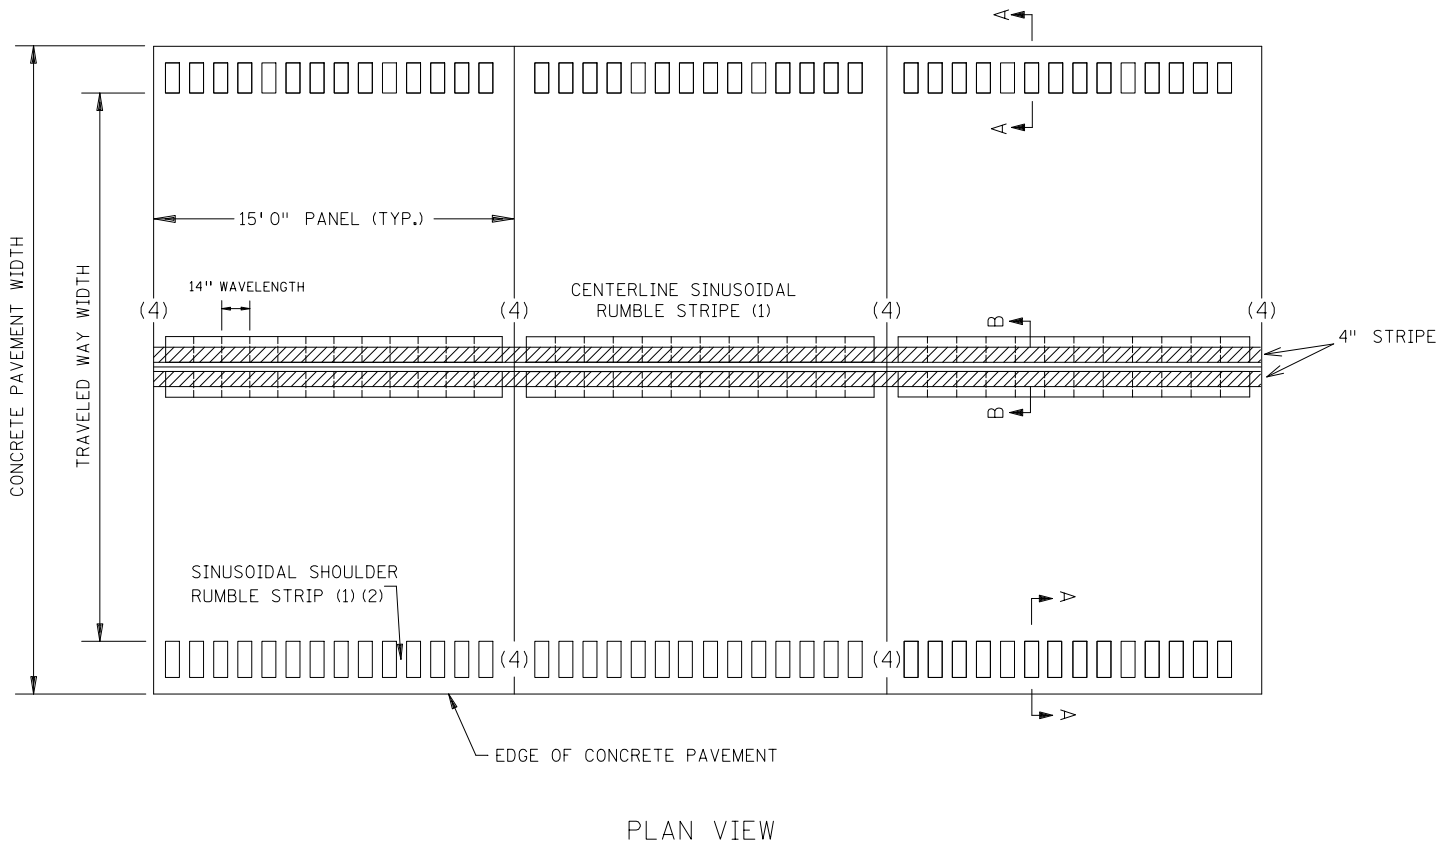 A
A
15'0" PANEL (TYP.)
CONCRETE PAVEMENT WIDTH
TRAVELED WAY WIDTH
14" WAVELENGTH
CENTERLINE SINUSOIDAL
RUMBLE STRIPE (1)
(4)
(4)
(4)
(4)
B
4" STRIPE
B
SINUSOIDAL SHOULDER
RUMBLE STRIP (1)(2)
A
(4)
(4)
A
EDGE OF CONCRETE PAVEMENT
PLAN VIEW